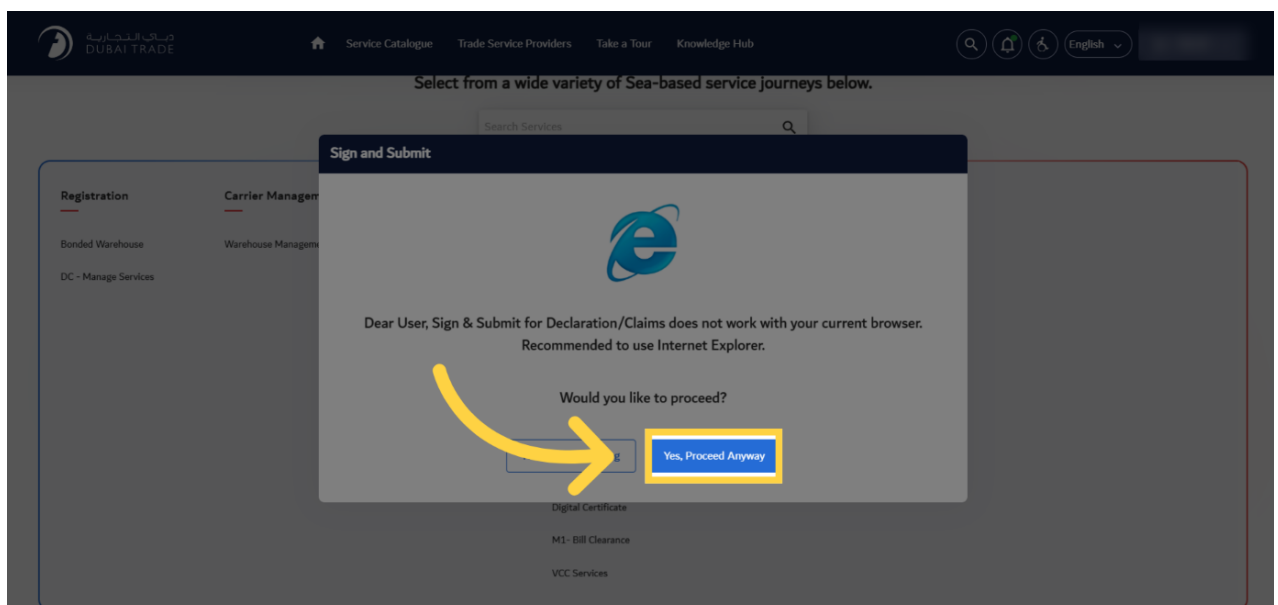 دبـاي الـتـجـاريـة
DUBAI TRADE
Service Catalogue
Trade Service Providers
Take a Tour
Knowledge Hub
English
Select from a wide variety of Sea-based service journeys below.
Search Services
Sign and Submit
Registration
Carrier Managem
Bonded Warehouse
Warehouse Manageme
DC - Manage Services
Dear User, Sign & Submit for Declaration/Claims does not work with your current browser.
Recommended to use Internet Explorer.
Would you like to proceed?
Yes, Proceed Anyway
Digital Certificate
M1- Bill Clearance
VCC Services